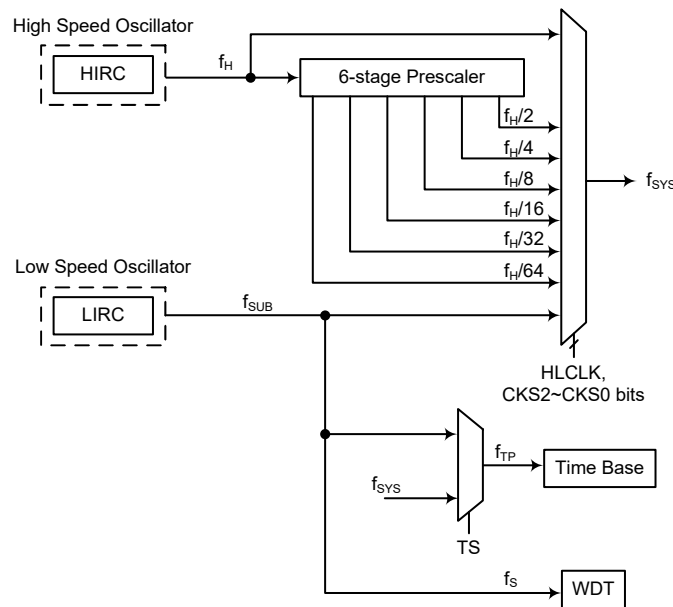 High Speed Oscillator
HIRC
fH
6-stage Prescaler
fH/2
fH/4
fH/8
fH/16
fH/32
fH/64
fSYS
Low Speed Oscillator
LIRC
fSUB
HLCLK,
CKS2~CKS0 bits
fTP
Time Base
fSYS
TS
fS
WDT